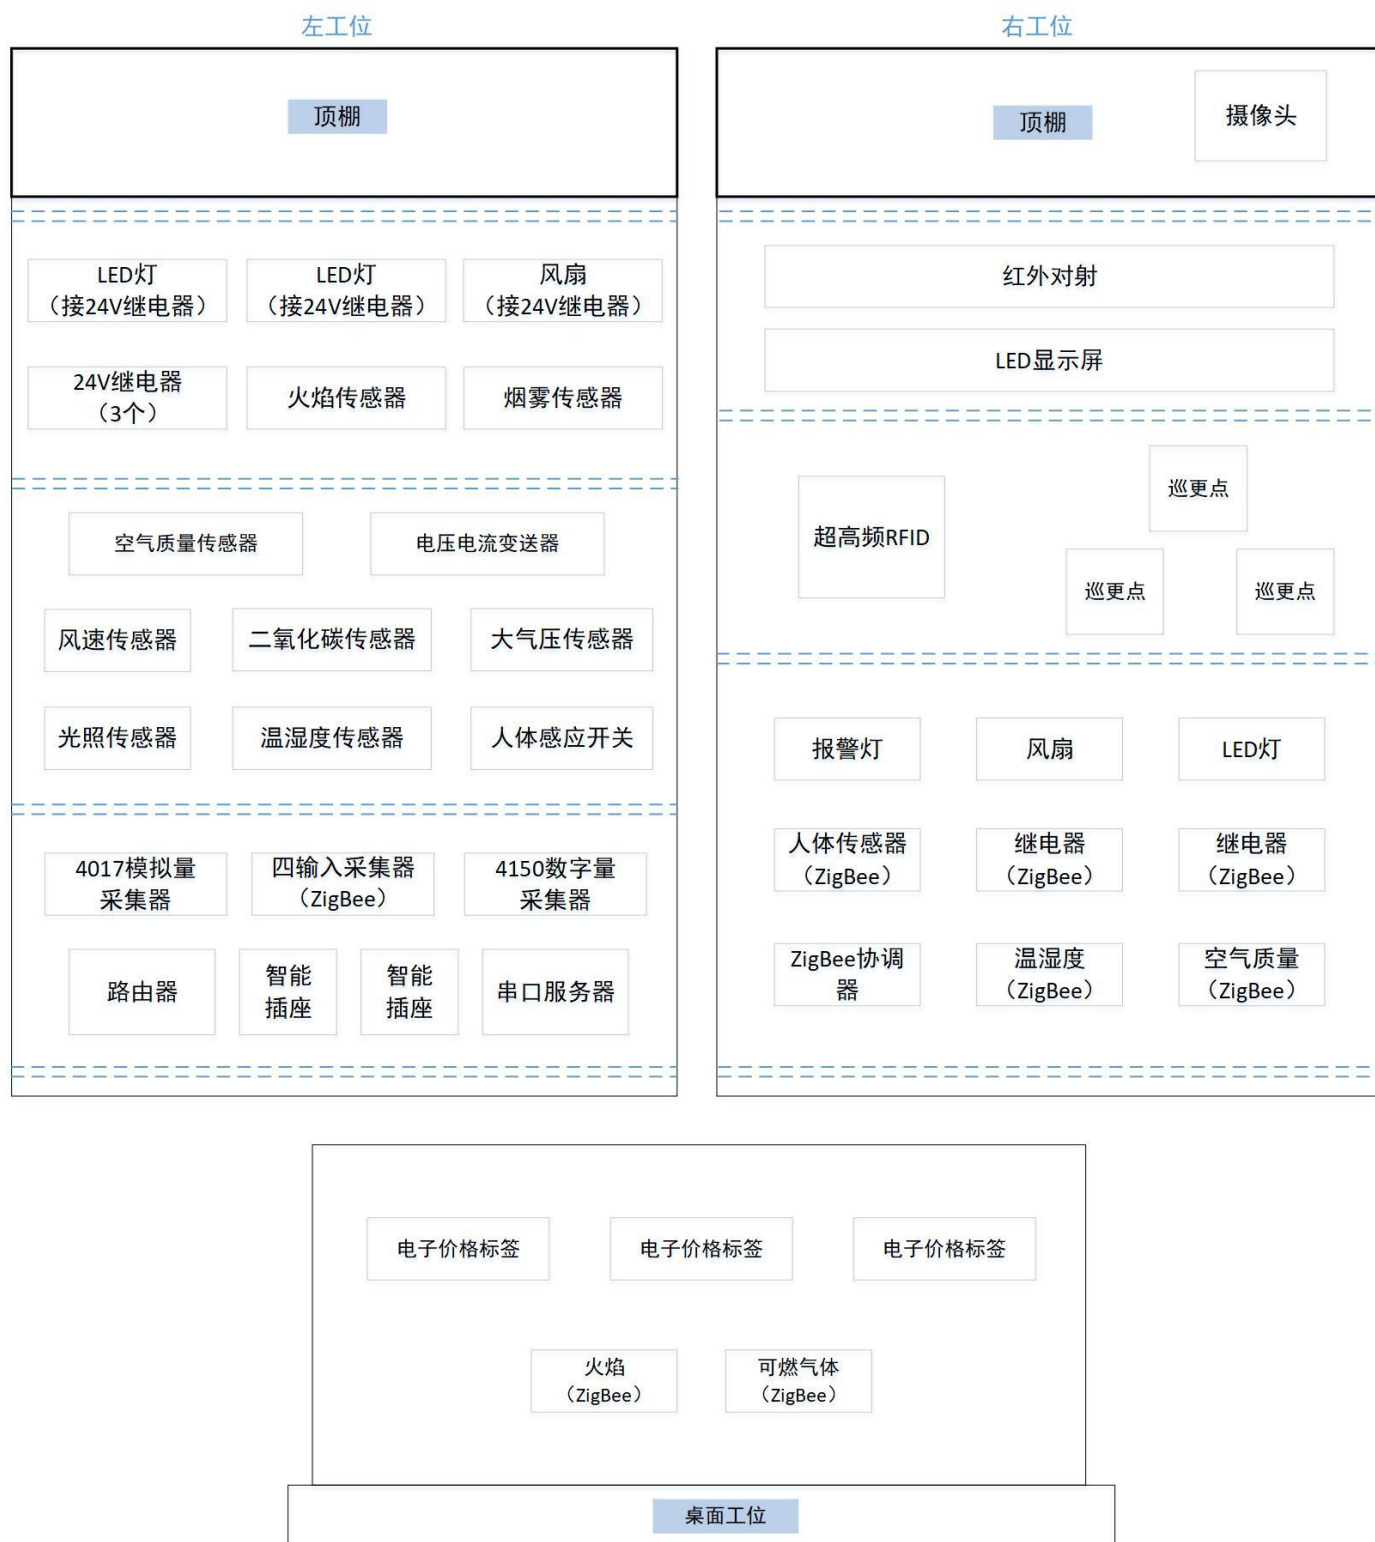 左工位
顶棚
LED灯
（接24V继电器）
LED灯
（接24V继电器）
风扇
（接24V继电器）
24V继电器
（3个）
火焰传感器
烟雾传感器
空气质量传感器
电压电流变送器
风速传感器
二氧化碳传感器
大气压传感器
光照传感器
温湿度传感器
人体感应开关
4017模拟量
采集器
四输入采集器
（ZigBee）
4150数字量
采集器
路由器
智能
插座
智能
插座
串口服务器
右工位
顶棚
摄像头
红外对射
LED显示屏
超高频RFID
巡更点
巡更点
巡更点
报警灯
风扇
LED灯
人体传感器
（ZigBee）
继电器
（ZigBee）
继电器
（ZigBee）
ZigBee协调
器
温湿度
（ZigBee）
空气质量
（ZigBee）
电子价格标签
电子价格标签
电子价格标签
火焰
（ZigBee）
可燃气体
（ZigBee）
桌面工位